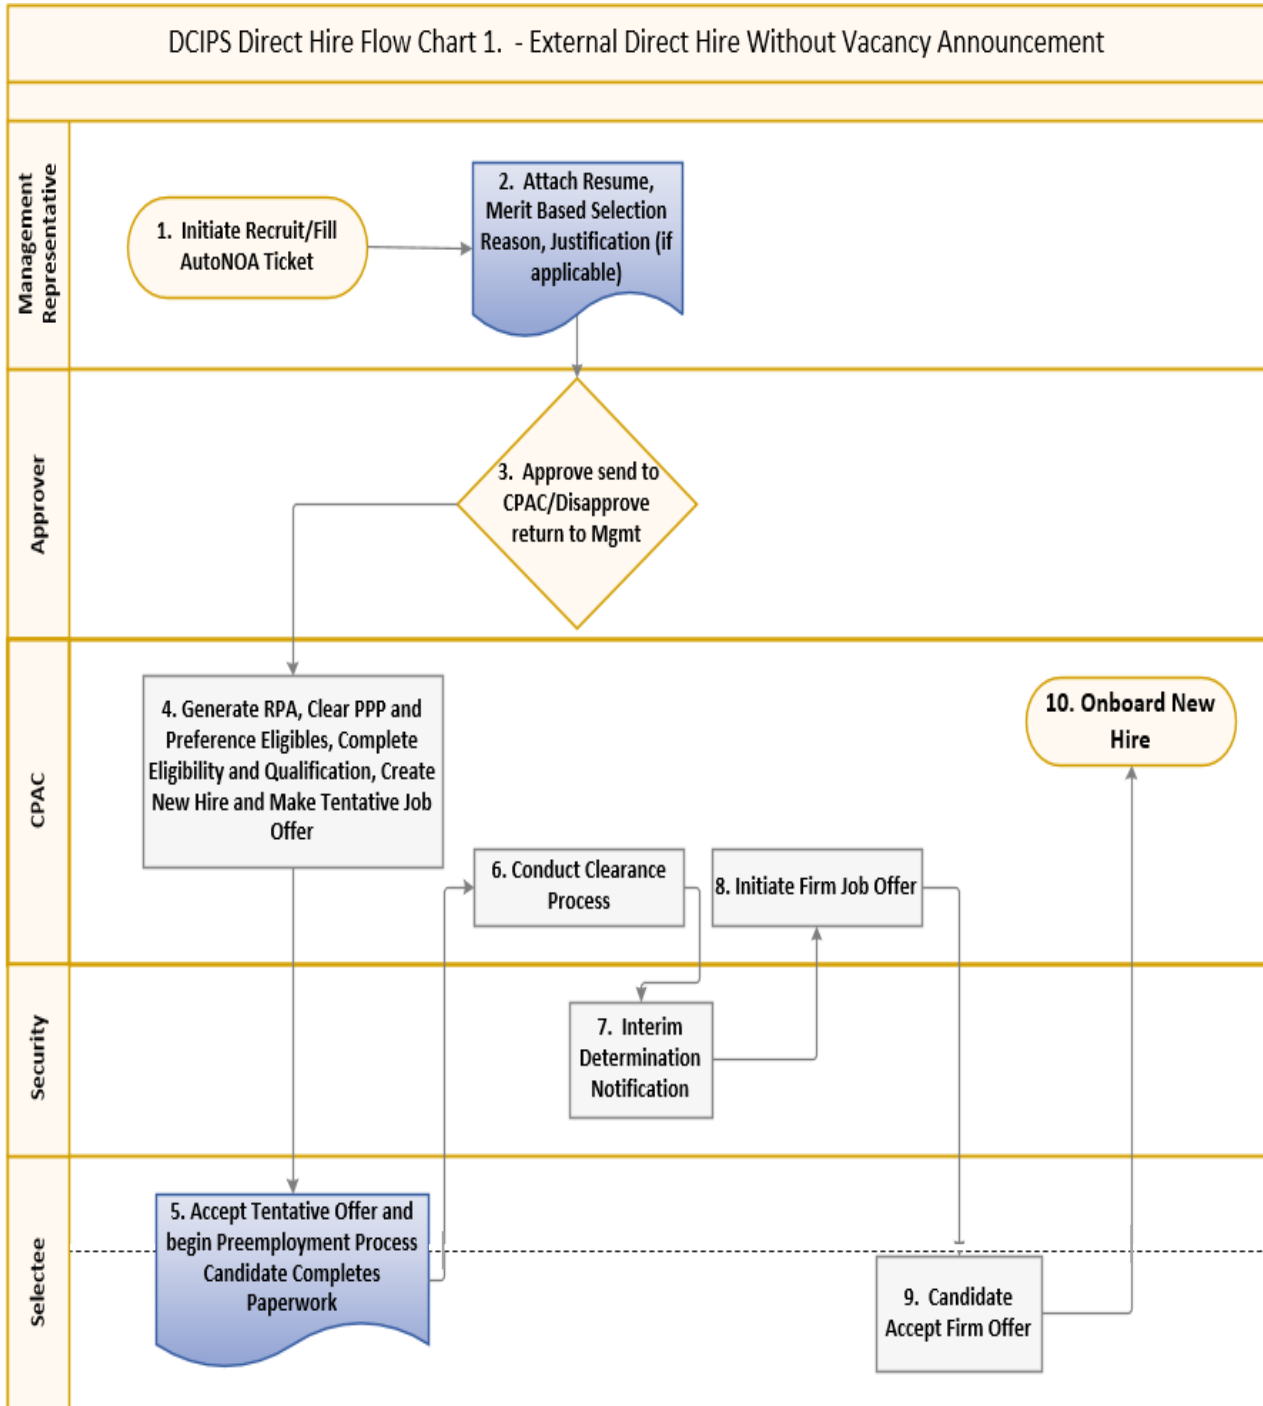 DCIPS Direct Hire Flow Chart 1.  - External Direct Hire Without Vacancy Announcement
Management
Representative
1.  Initiate Recruit/Fill
AutoNOA Ticket
2.  Attach Resume,
Merit Based Selection
Reason, Justification (if
applicable)
Approver
3.  Approve send to
CPAC/Disapprove
return to Mgmt
CPAC
4. Generate RPA, Clear PPP and
Preference Eligibles, Complete
Eligibility and Qualification, Create
New Hire and Make Tentative Job
Offer
6. Conduct Clearance
Process
8. Initiate Firm Job Offer
10. Onboard New
Hire
Security
7.  Interim
Determination
Notification
Selectee
5. Accept Tentative Offer and
begin Preemployment Process
Candidate Completes
Paperwork
9.  Candidate
Accept Firm Offer